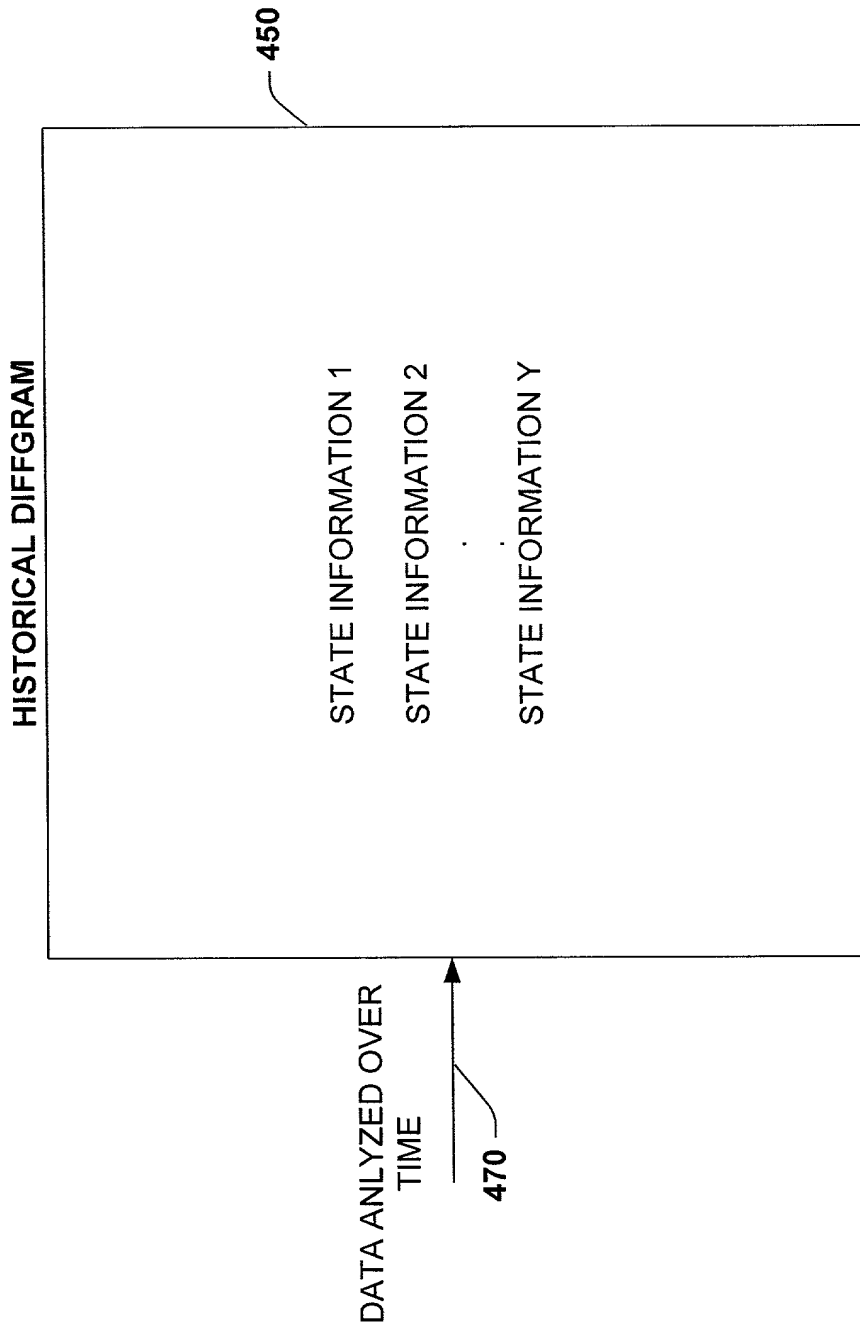 HISTORICAL DIFFGRAM
450
STATE INFORMATION 1
STATE INFORMATION 2
.
.
STATE INFORMATION Y
DATA ANLYZED OVER
TIME
470